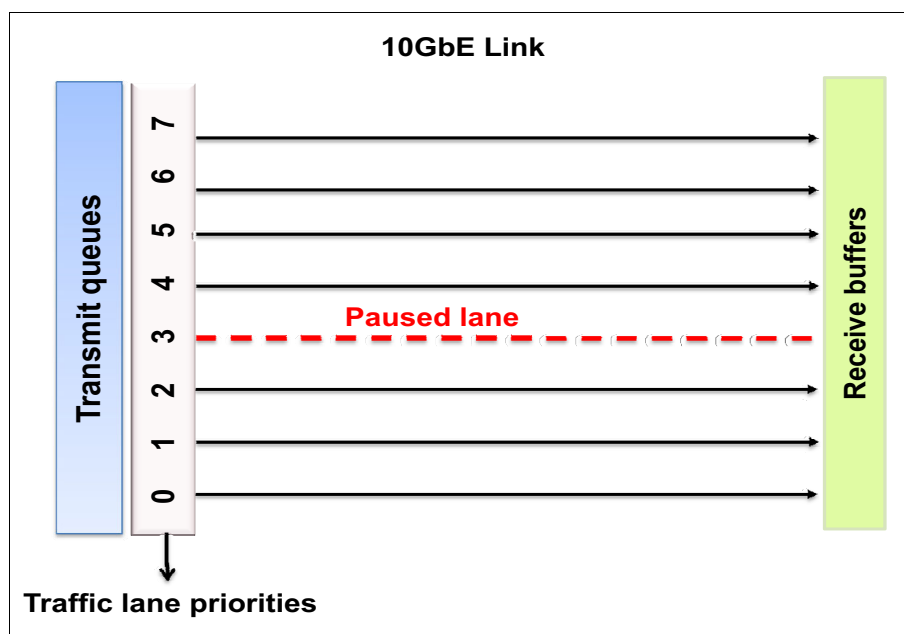 10GbE Link
Transmit queues
7
6
5
4
3
2
1
0
Paused lane
Receive buffers
Traffic lane priorities